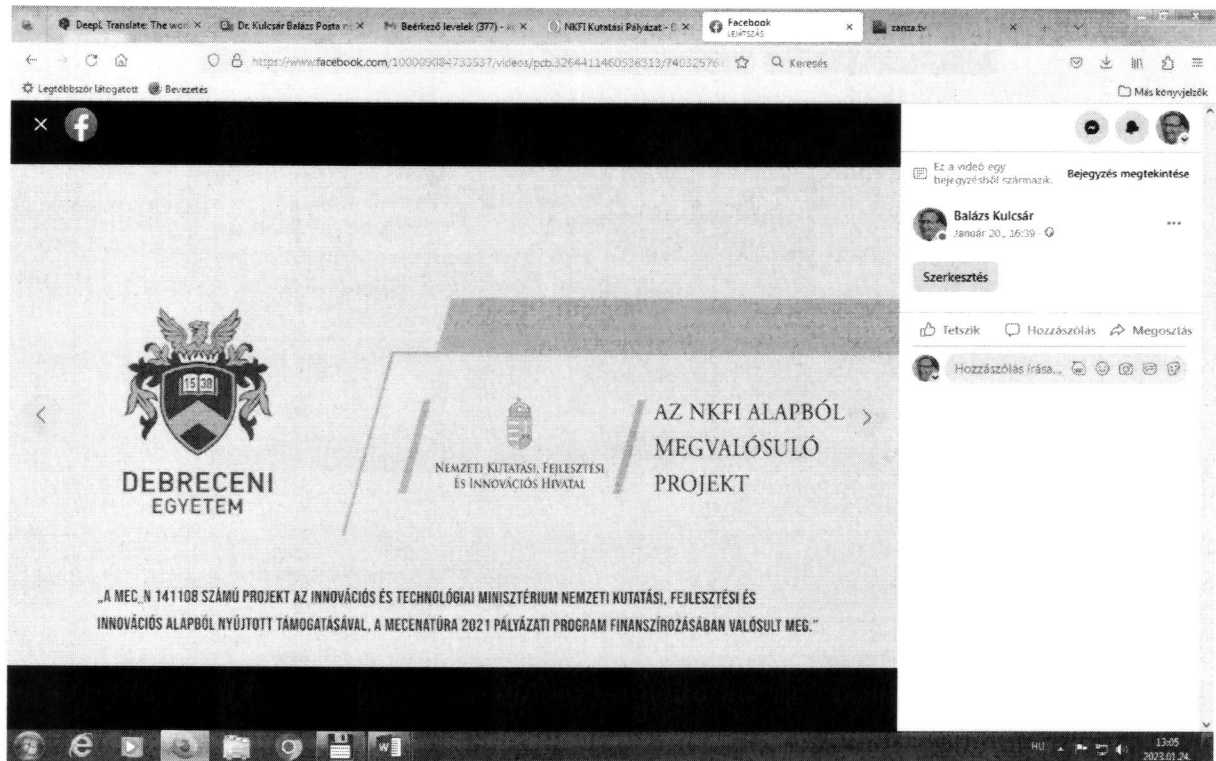 DeepL Translate: The wor
Dr. Kulcsár Balázs Posta
Beérkező levelek (377) -
NKFI Kutatási Pályázat -
Facebook
LEJÁTSZÁS
zanza.tv
Keresés
Legtöbbször látogatott
Bevezetés
Más könyvjelzők
Ez a videó egy
bejegyzésből származik.
Bejegyzés megtekintése
Balázs Kulcsár
Január 20., 16:39
Szerkesztés
Tetszik
Hozzászólás
Megosztás
Hozzászólás írása...
15 38
DEBRECENI
EGYETEM
NEMZETI KUTATÁSI, FEJLESZTÉSI
ÉS INNOVÁCIÓS HIVATAL
AZ NKFI ALAPBÓL
MEGVALÓSULÓ
PROJEKT
„A MEC_N 141108 SZÁMÚ PROJEKT AZ INNOVÁCIÓS ÉS TECHNOLÓGIAI MINISZTÉRIUM NEMZETI KUTATÁSI, FEJLESZTÉSI ÉS
INNOVÁCIÓS ALAPBÓL NYÚJTOTT TÁMOGATÁSÁVAL, A MECENATÚRA 2021 PÁLYÁZATI PROGRAM FINANSZÍROZÁSÁBAN VALÓSULT MEG.”
HU
13:05
2023.01.24.